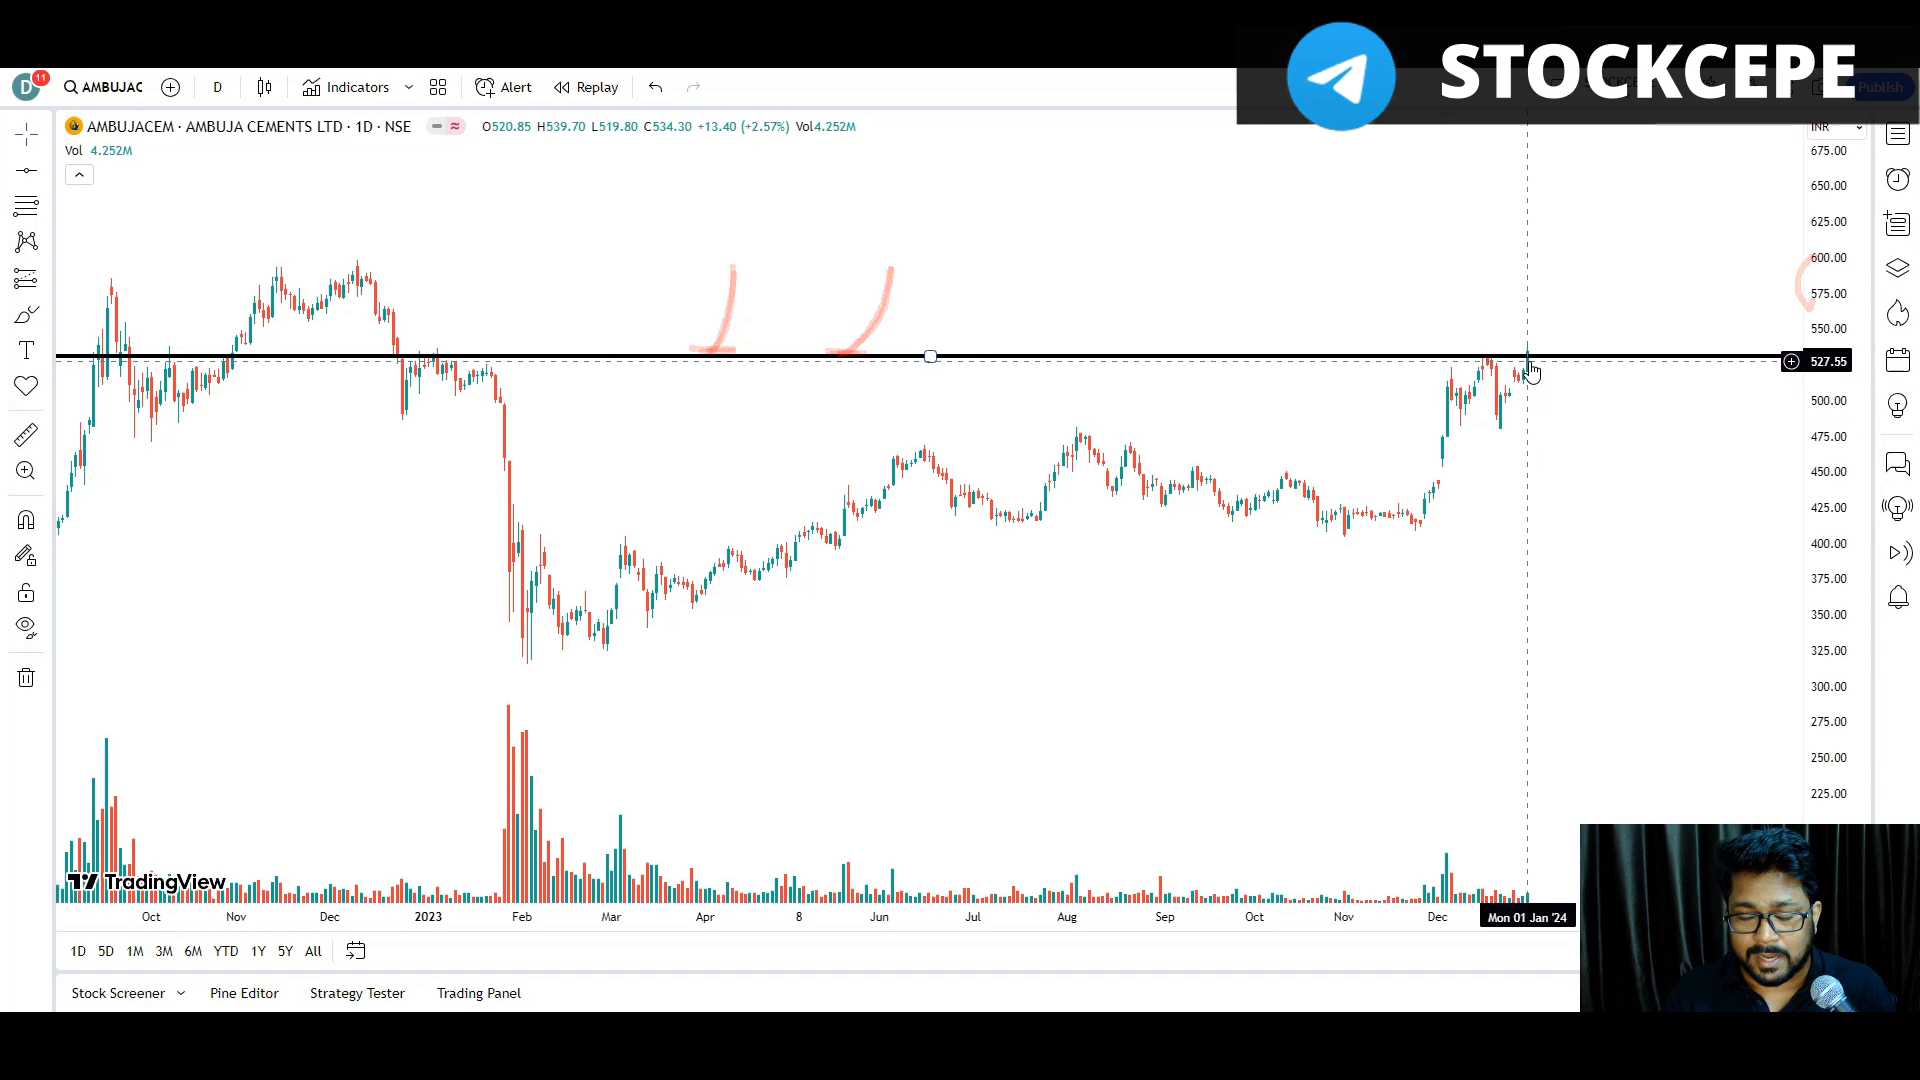 STOCKCEPE
D
11
AMBUJAC
D
Indicators
Alert
Replay
Publish
AMBUJACEM · AMBUJA CEMENTS LTD · 1D · NSE
O520.85 H539.70 L519.80 C534.30 +13.40 (+2.57%) Vol4.252M
INR
Vol 4.252M
675.00
650.00
625.00
600.00
575.00
550.00
527.55
500.00
475.00
450.00
425.00
400.00
375.00
350.00
325.00
300.00
275.00
250.00
225.00
TradingView
Oct
Nov
Dec
2023
Feb
Mar
Apr
8
Jun
Jul
Aug
Sep
Oct
Nov
Dec
Mon 01 Jan '24
1D
5D
1M
3M
6M
YTD
1Y
5Y
All
Stock Screener
Pine Editor
Strategy Tester
Trading Panel